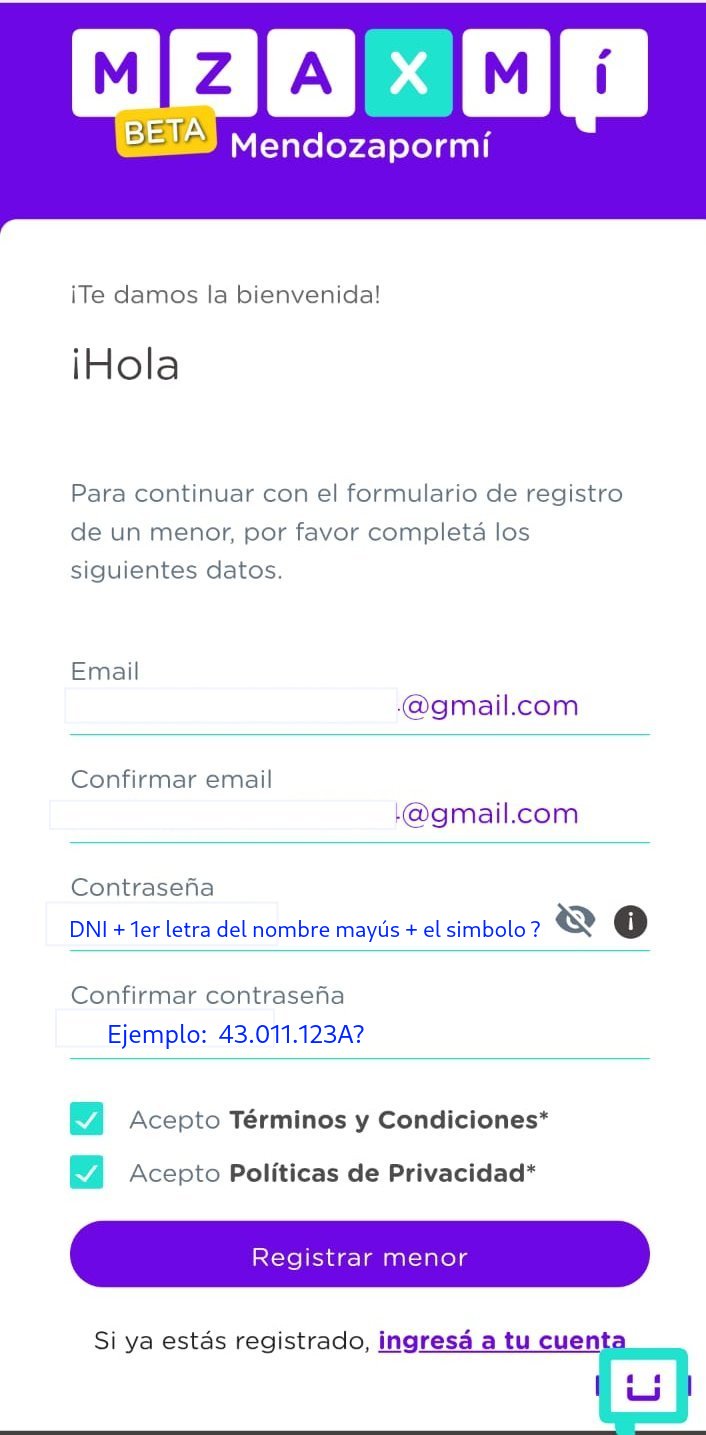 MZAXMí
BETA
Mendozapormí
¡Te damos la bienvenida!
¡Hola
Para continuar con el formulario de registro
de un menor, por favor completá los
siguientes datos.
Email
@gmail.com
Confirmar email
@gmail.com
Contraseña
DNI + 1er letra del nombre mayús + el simbolo ?
Confirmar contraseña
Ejemplo: 43.011.123A?
Acepto Términos y Condiciones*
Acepto Políticas de Privacidad*
Registrar menor
Si ya estás registrado, ingresá a tu cuenta